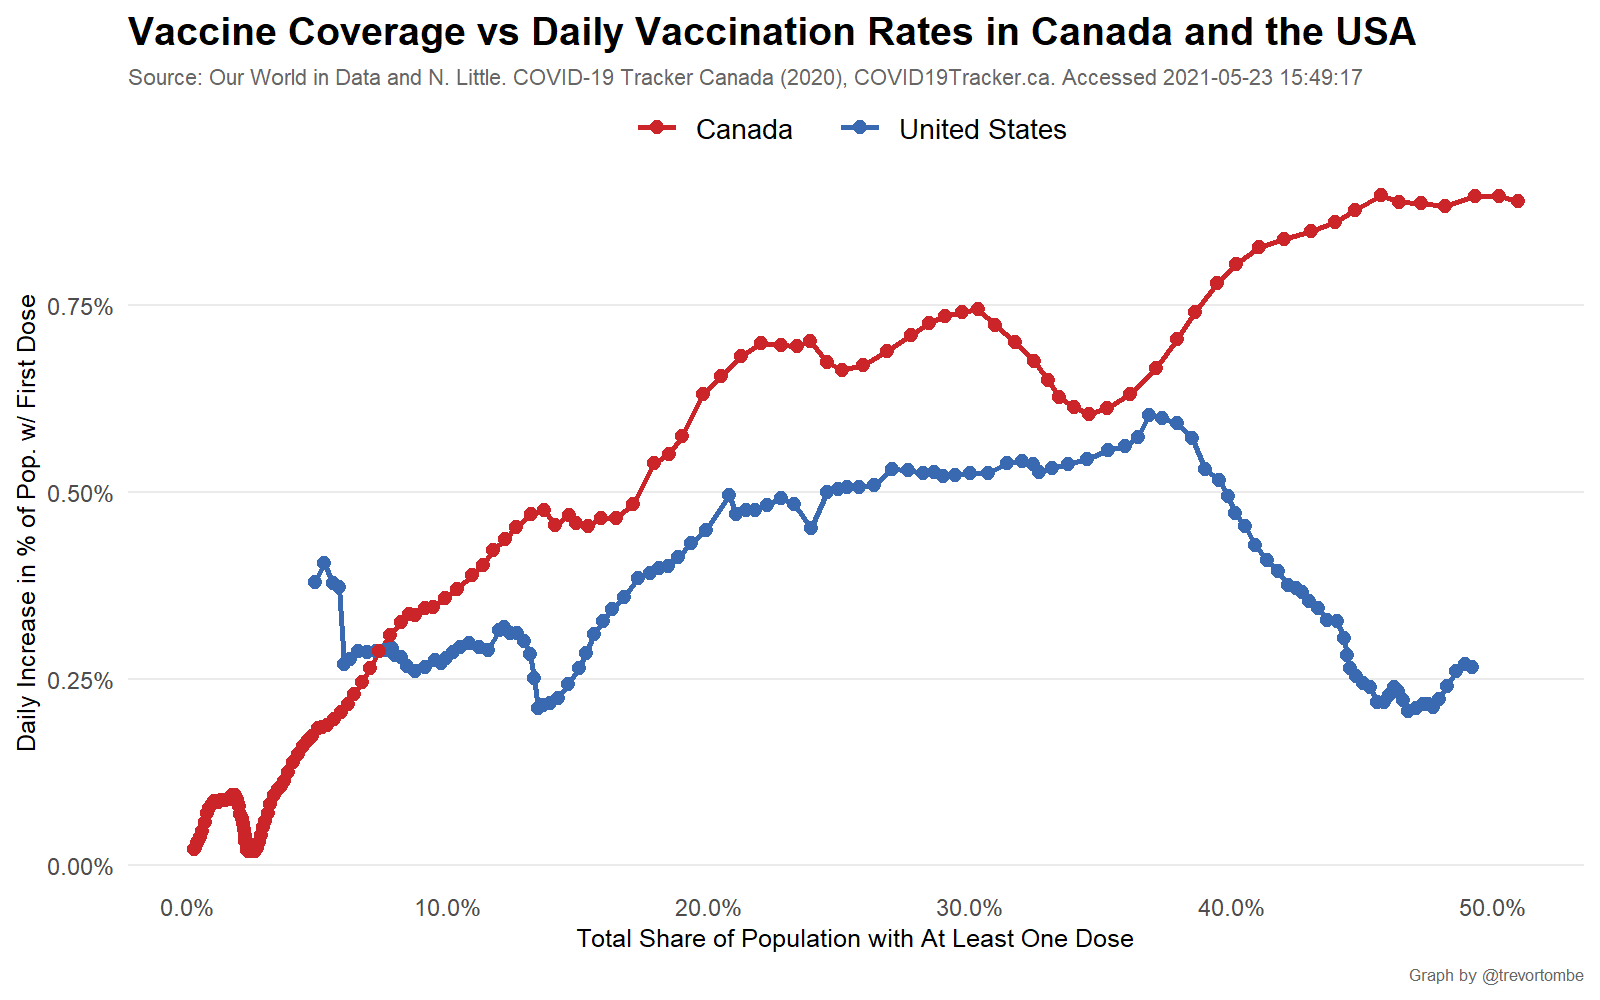 Vaccine Coverage vs Daily Vaccination Rates in Canada and the USA
Source: Our World in Data and N. Little. COVID-19 Tracker Canada (2020), COVID19Tracker.ca. Accessed 2021-05-23 15:49:17
Canada
United States
Daily Increase in % of Pop. w/ First Dose
0.75%
0.50%
0.25%
0.00%
0.0%
10.0%
20.0%
30.0%
40.0%
50.0%
Total Share of Population with At Least One Dose
Graph by @trevortombe